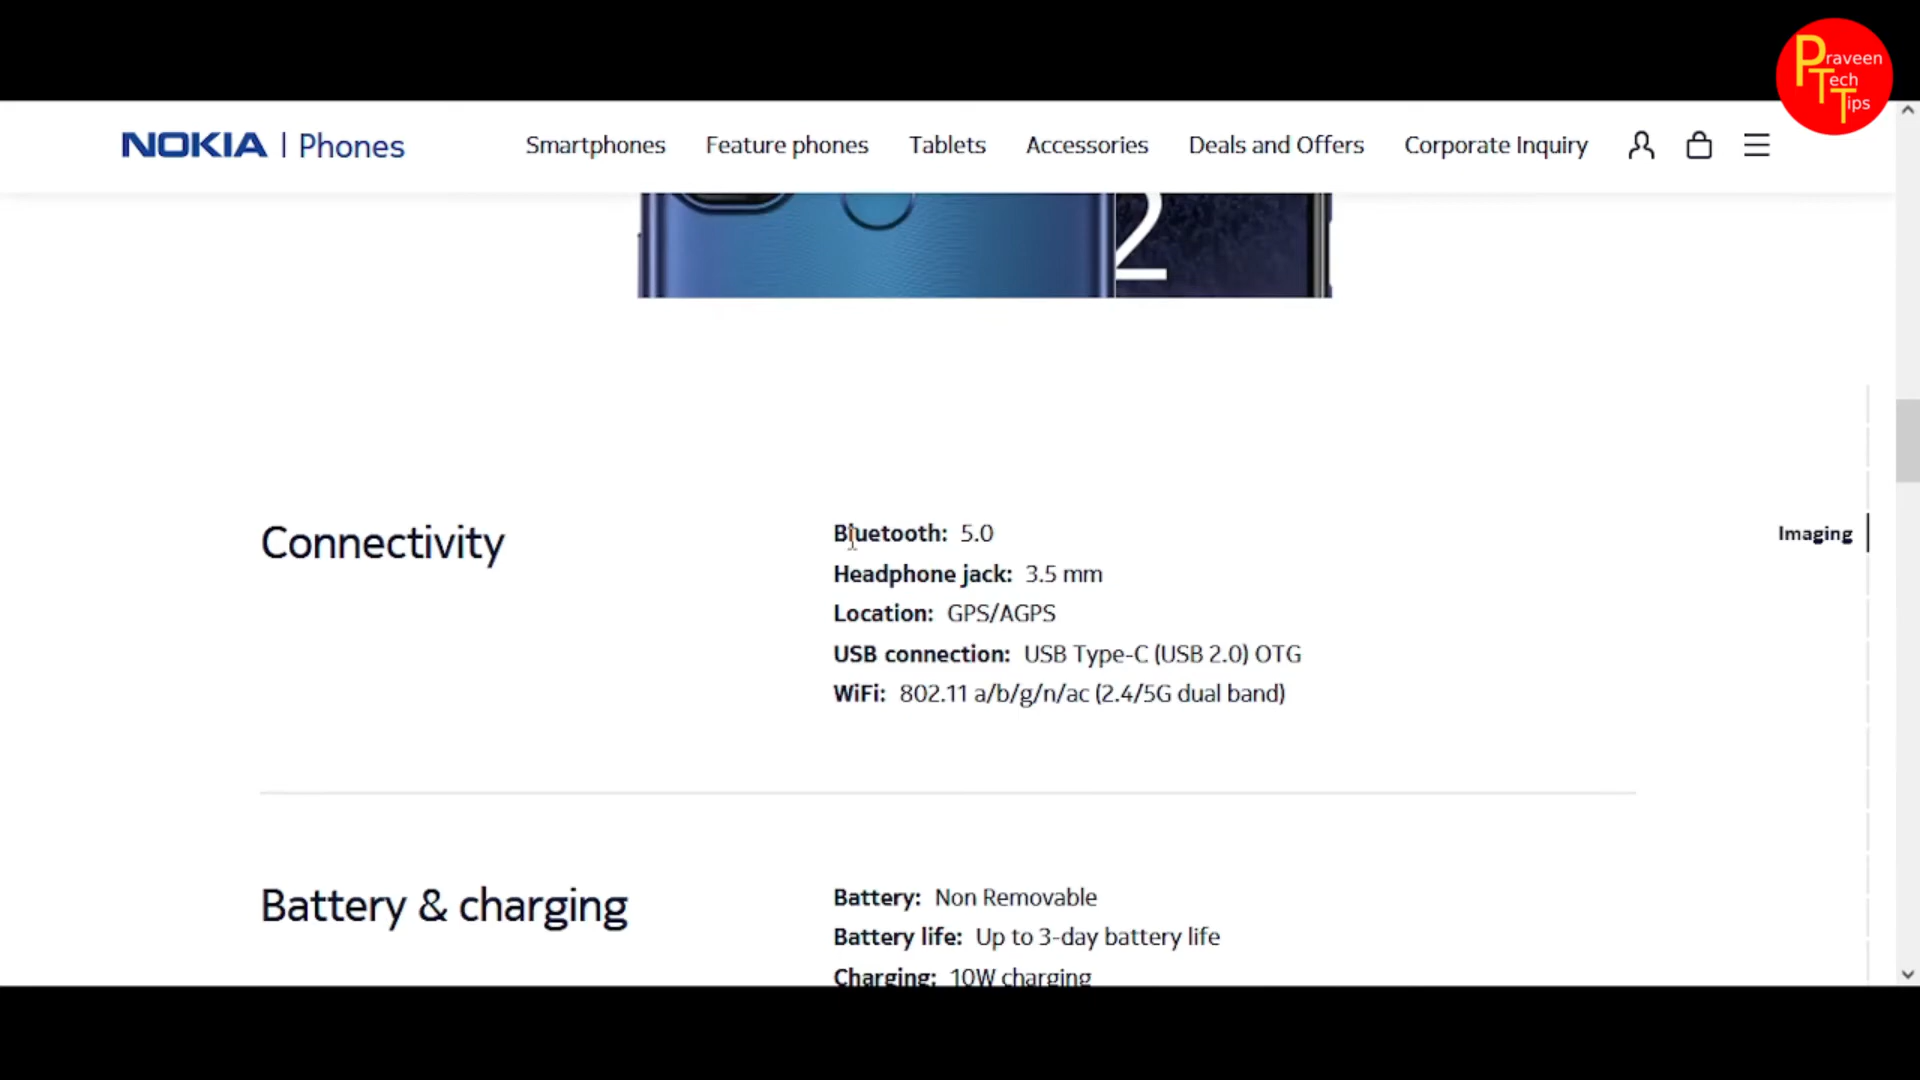 Praveen
Tech
Tips
NOKIA | Phones
Smartphones
Feature phones
Tablets
Accessories
Deals and Offers
Corporate Inquiry
2
Connectivity
Bluetooth: 5.0
Headphone jack: 3.5 mm
Location: GPS/AGPS
USB connection: USB Type-C (USB 2.0) OTG
WiFi: 802.11 a/b/g/n/ac (2.4/5G dual band)
Imaging
Battery & charging
Battery: Non Removable
Battery life: Up to 3-day battery life
Charging: 10W charging